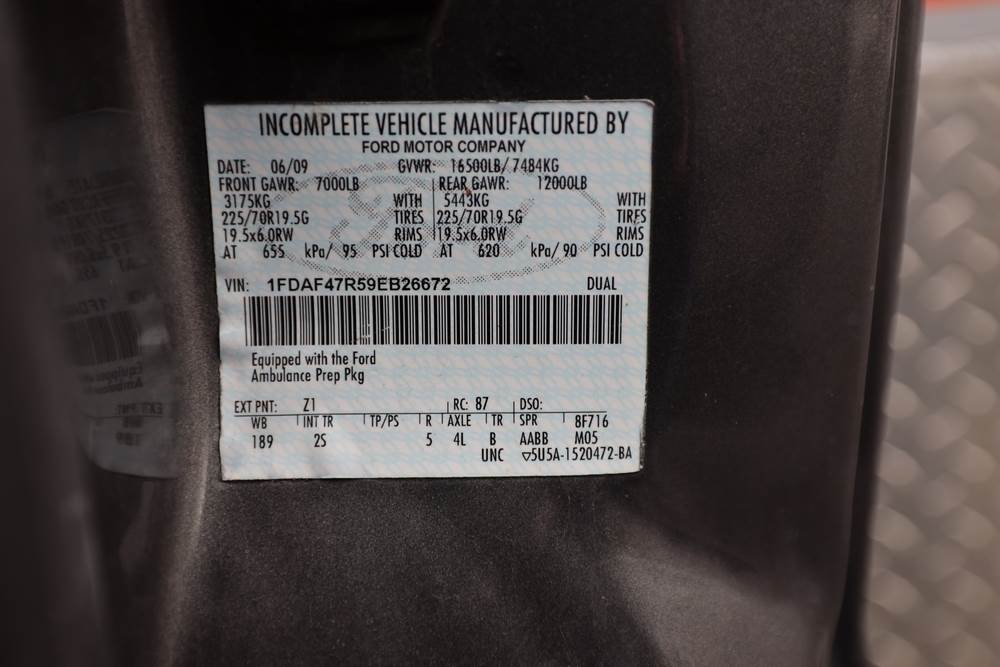 INCOMPLETE VEHICLE MANUFACTURED BY
FORD MOTOR COMPANY
DATE: 06/09 GVWR: 16500LB/ 7484KG
FRONT GAWR: 7000LB REAR GAWR: 12000LB
3175KG WITH 5443KG WITH
225/70R19.5G TIRES 225/70R19.5G TIRES
19.5x6.0RW RIMS 19.5x6.0RW RIMS
AT 655 kPa/ 95 PSI COLD AT 620 kPa/ 90 PSI COLD
VIN: 1FDAF47R59EB26672 DUAL
Equipped with the Ford
Ambulance Prep Pkg
EXT PNT: Z1 RC: 87 DSO:
WB INT TR TP/PS R AXLE TR SPR 8F716
189 2S 5 4L B AABB M05
UNC ▽5U5A-1520472-BA